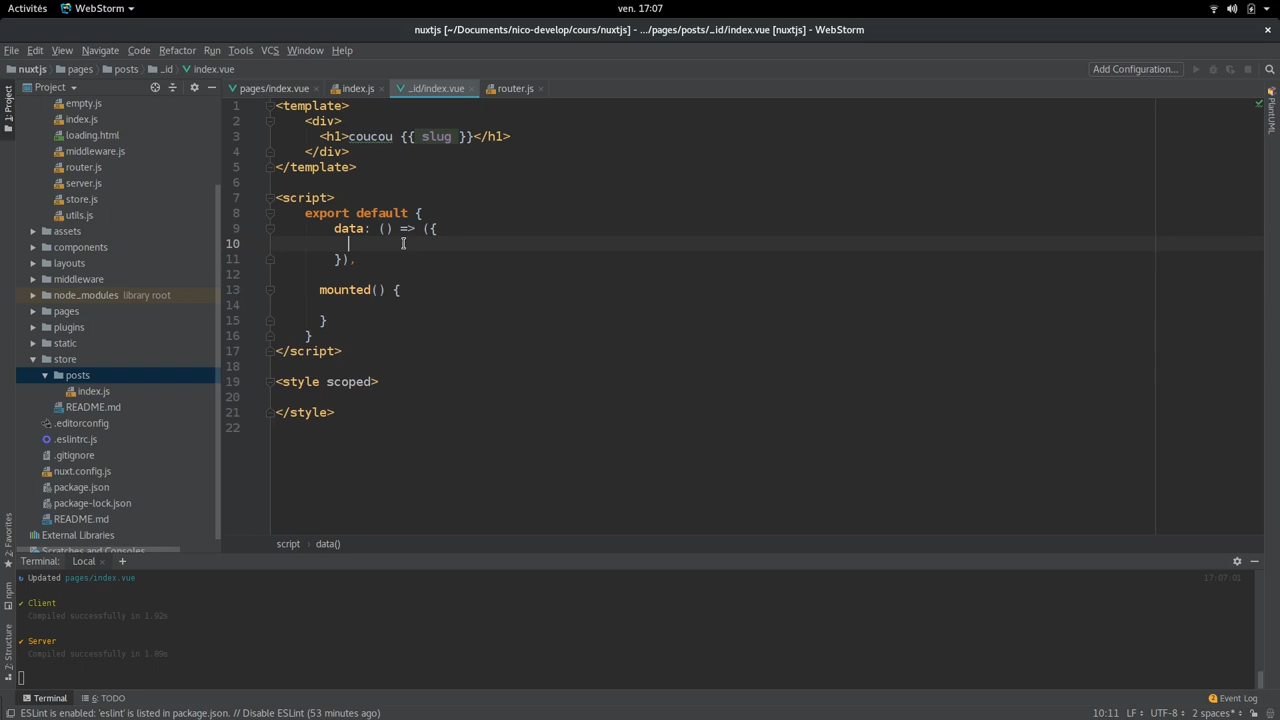 Activités
WebStorm
ven. 17:07
nuxtjs [~/Documents/nico-develop/cours/nuxtjs] - .../pages/posts/_id/index.vue [nuxtjs] - WebStorm
File Edit View Navigate Code Refactor Run Tools VCS Window Help
nuxtjs pages posts _id index.vue
Add Configuration...
Project
pages/index.vue index.js _id/index.vue router.js
1: Project
2: Favorites
npm
7: Structure
PlantUML
empty.js
index.js
loading.html
middleware.js
router.js
server.js
store.js
utils.js
assets
components
layouts
middleware
node_modules library root
pages
plugins
static
store
posts
index.js
README.md
.editorconfig
.eslintrc.js
.gitignore
nuxt.config.js
package.json
package-lock.json
README.md
External Libraries
Scratches and Consoles
1 <template>
2 <div>
3 <h1>coucou {{ slug }}</h1>
4 </div>
5 </template>
6
7 <script>
8 export default {
9 data: () => ({
10
11 }),
12
13 mounted() {
14
15 }
16 }
17 </script>
18
19 <style scoped>
20
21 </style>
22
script data()
Terminal: Local +
↻ Updated pages/index.vue 17:07:01
✔ Client
Compiled successfully in 1.92s
✔ Server
Compiled successfully in 1.89s
Terminal 6: TODO
2 Event Log
ESLint is enabled: 'eslint' is listed in package.json. // Disable ESLint (53 minutes ago)
10:11 LF UTF-8 2 spaces*